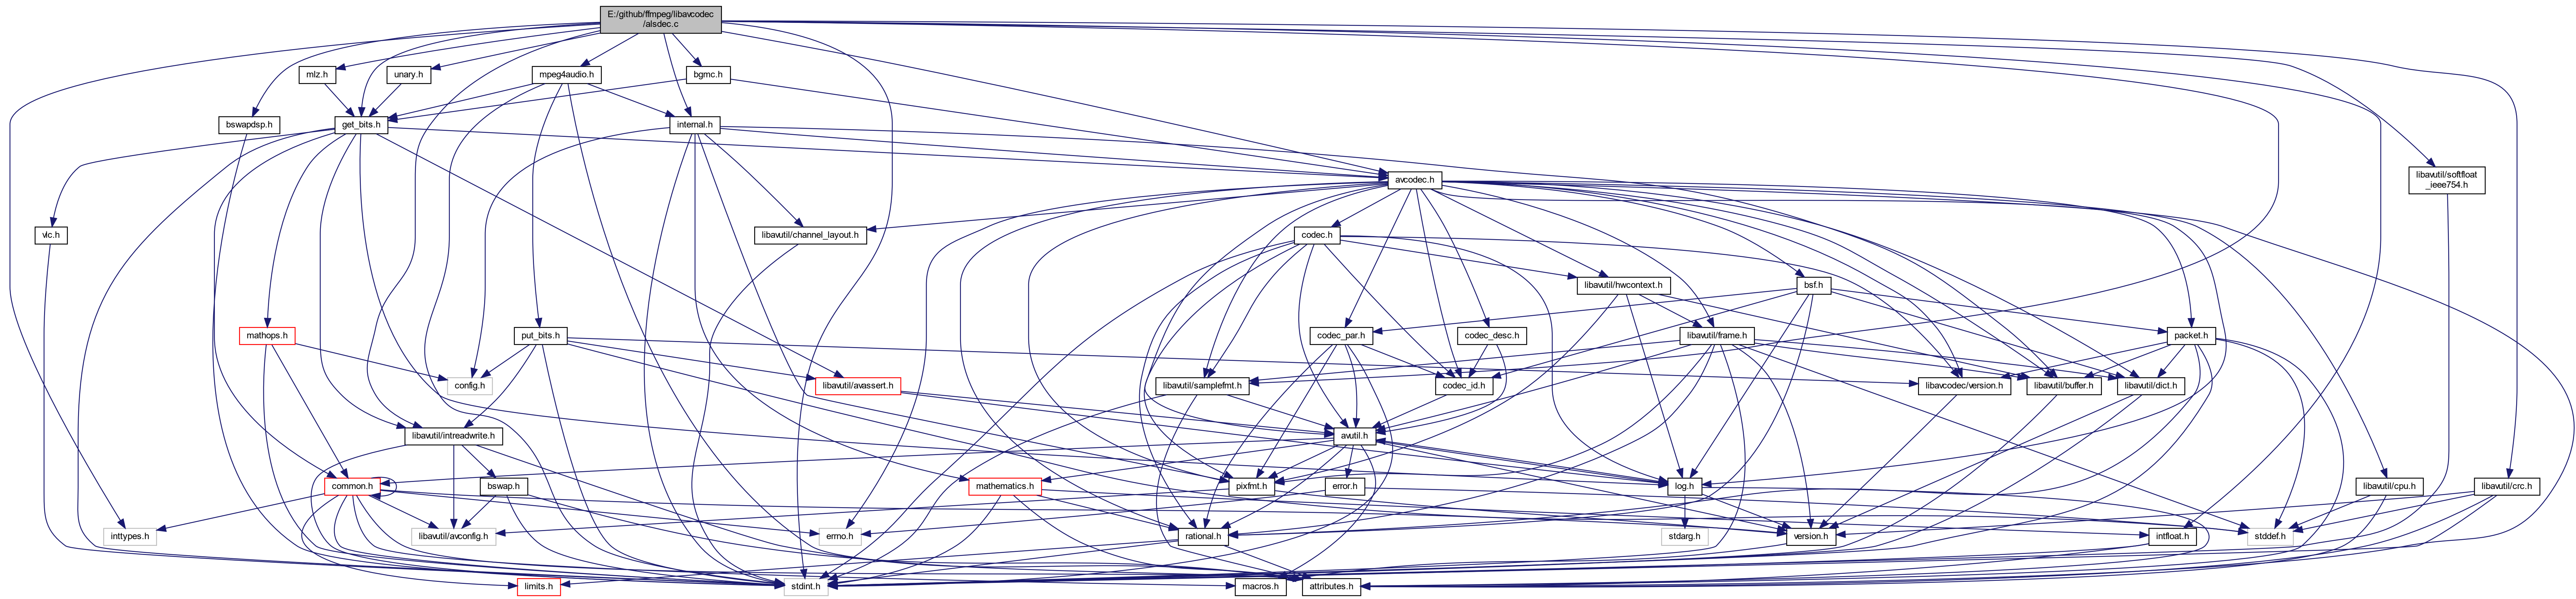 E:/github/ffmpeg/libavcodec
/alsdec.c
mlz.h
unary.h
mpeg4audio.h
bgmc.h
bswapdsp.h
get_bits.h
internal.h
avcodec.h
libavutil/softfloat
_ieee754.h
vlc.h
libavutil/channel_layout.h
codec.h
libavutil/hwcontext.h
bsf.h
mathops.h
put_bits.h
codec_par.h
codec_desc.h
libavutil/frame.h
packet.h
config.h
libavutil/avassert.h
libavutil/samplefmt.h
codec_id.h
libavcodec/version.h
libavutil/buffer.h
libavutil/dict.h
libavutil/intreadwrite.h
avutil.h
common.h
bswap.h
mathematics.h
pixfmt.h
error.h
log.h
libavutil/cpu.h
libavutil/crc.h
inttypes.h
libavutil/avconfig.h
errno.h
rational.h
stdarg.h
version.h
intfloat.h
stddef.h
limits.h
stdint.h
macros.h
attributes.h